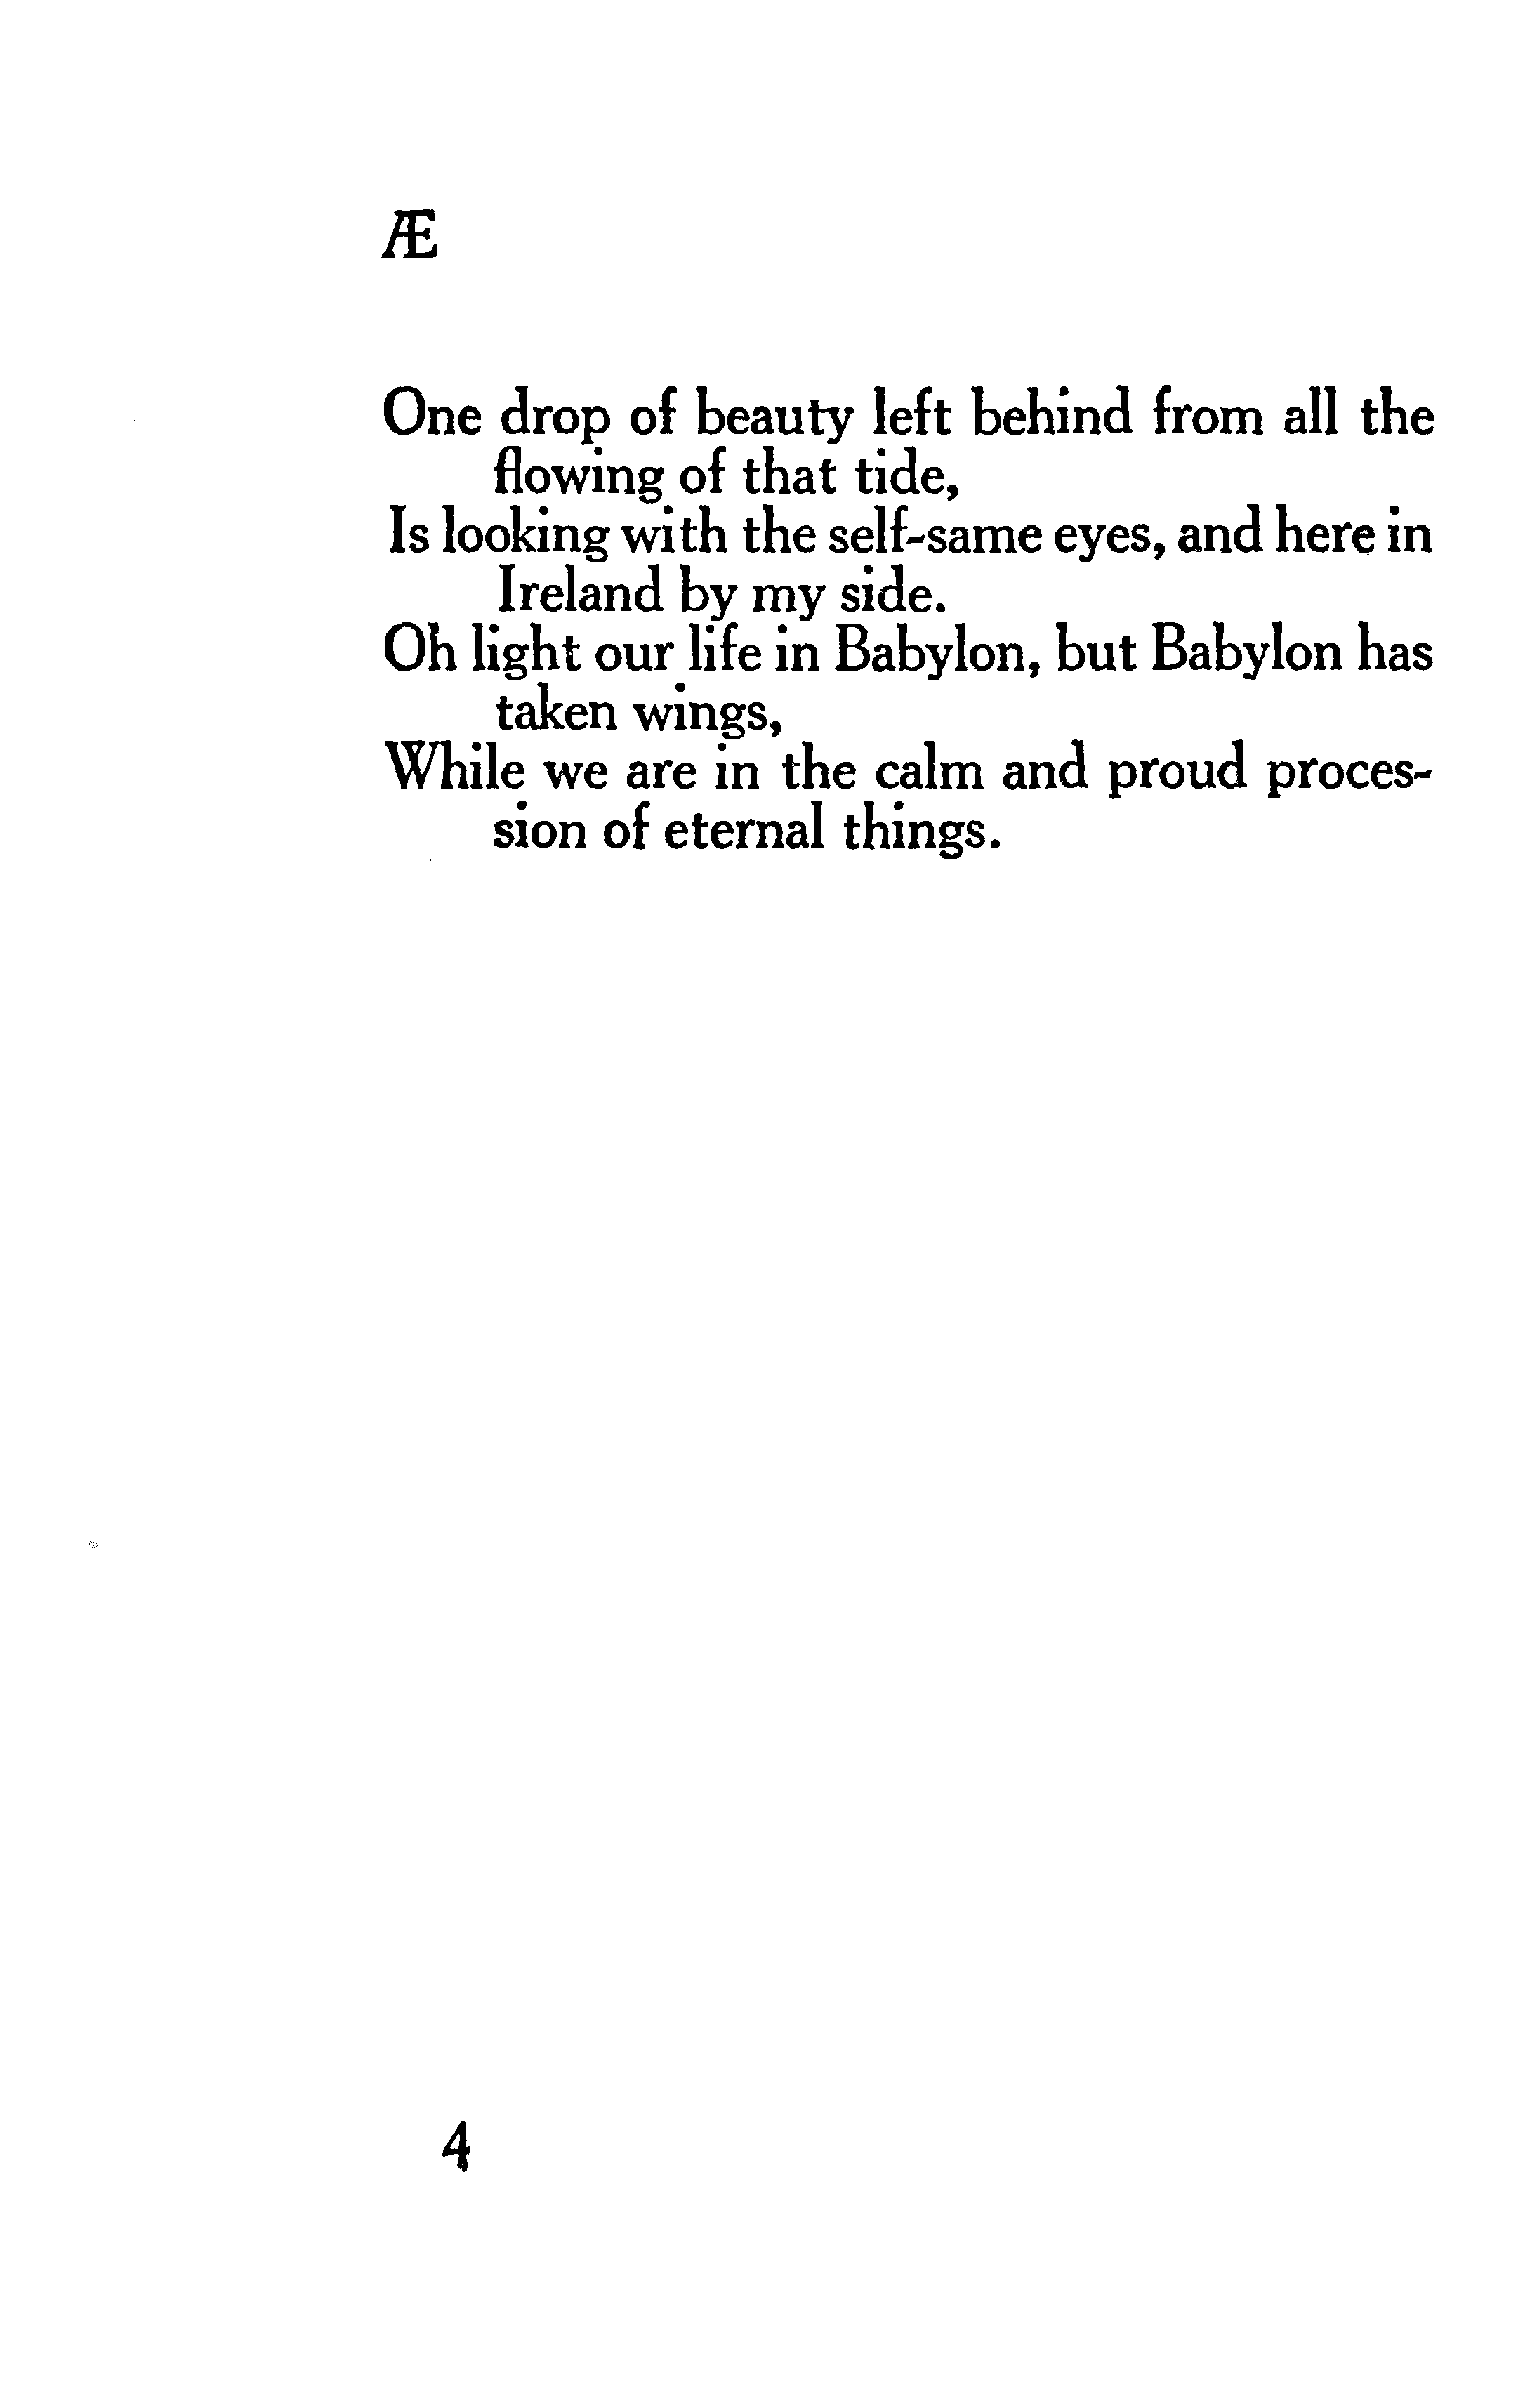 Æ
One drop of beauty left behind from all the
flowing of that tide,
Is looking with the self-same eyes, and here in
Ireland by my side.
Oh light our life in Babylon, but Babylon has
taken wings,
While we are in the calm and proud proces-
sion of eternal things.
4